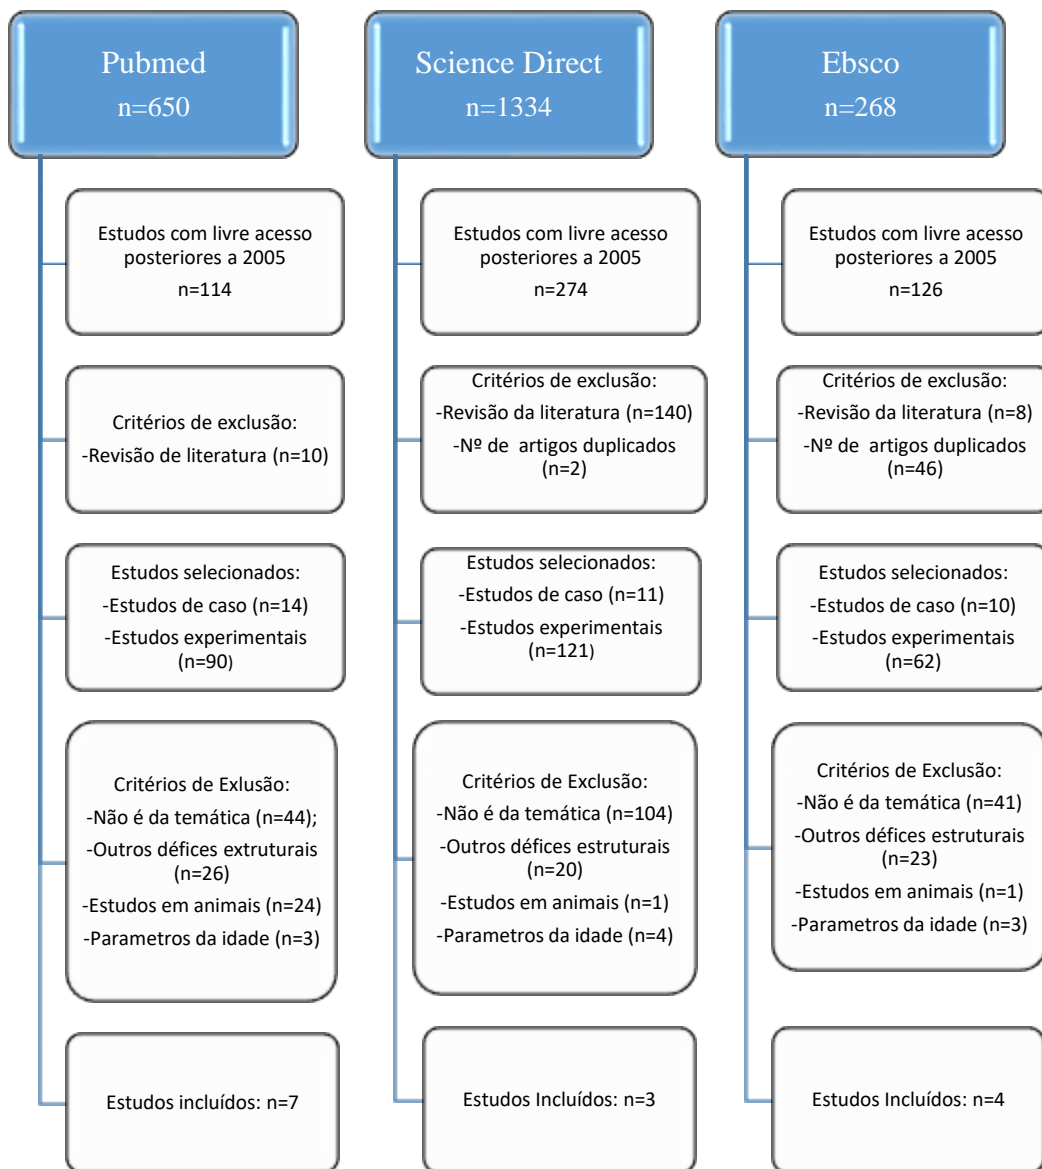 Pubmed
n=650
Estudos com livre acesso
posteriores a 2005
n=114
Critérios de exclusão:
-Revisão de literatura (n=10)
Estudos selecionados:
-Estudos de caso (n=14)
-Estudos experimentais
(n=90)
Critérios de Exlusão:
-Não é da temática (n=44);
-Outros défices extruturais
(n=26)
-Estudos em animais (n=24)
-Parametros da idade (n=3)
Estudos incluídos: n=7
Science Direct
n=1334
Estudos com livre acesso
posteriores a 2005
n=274
Critérios de exclusão:
-Revisão da literatura (n=140)
-Nº de  artigos duplicados
(n=2)
Estudos selecionados:
-Estudos de caso (n=11)
-Estudos experimentais
(n=121)
Critérios de Exclusão:
-Não é da temática (n=104)
-Outros défices estruturais
(n=20)
-Estudos em animais (n=1)
-Parametros da idade (n=4)
Estudos Incluídos: n=3
Ebsco
n=268
Estudos com livre acesso
posteriores a 2005
n=126
Critérios de exclusão:
-Revisão da literatura (n=8)
-Nº de  artigos duplicados
(n=46)
Estudos selecionados:
-Estudos de caso (n=10)
-Estudos experimentais
(n=62)
Critérios de Exclusão:
-Não é da temática (n=41)
-Outros défices estruturais
(n=23)
-Estudos em animais (n=1)
-Parametros da idade (n=3)
Estudos Incluídos: n=4